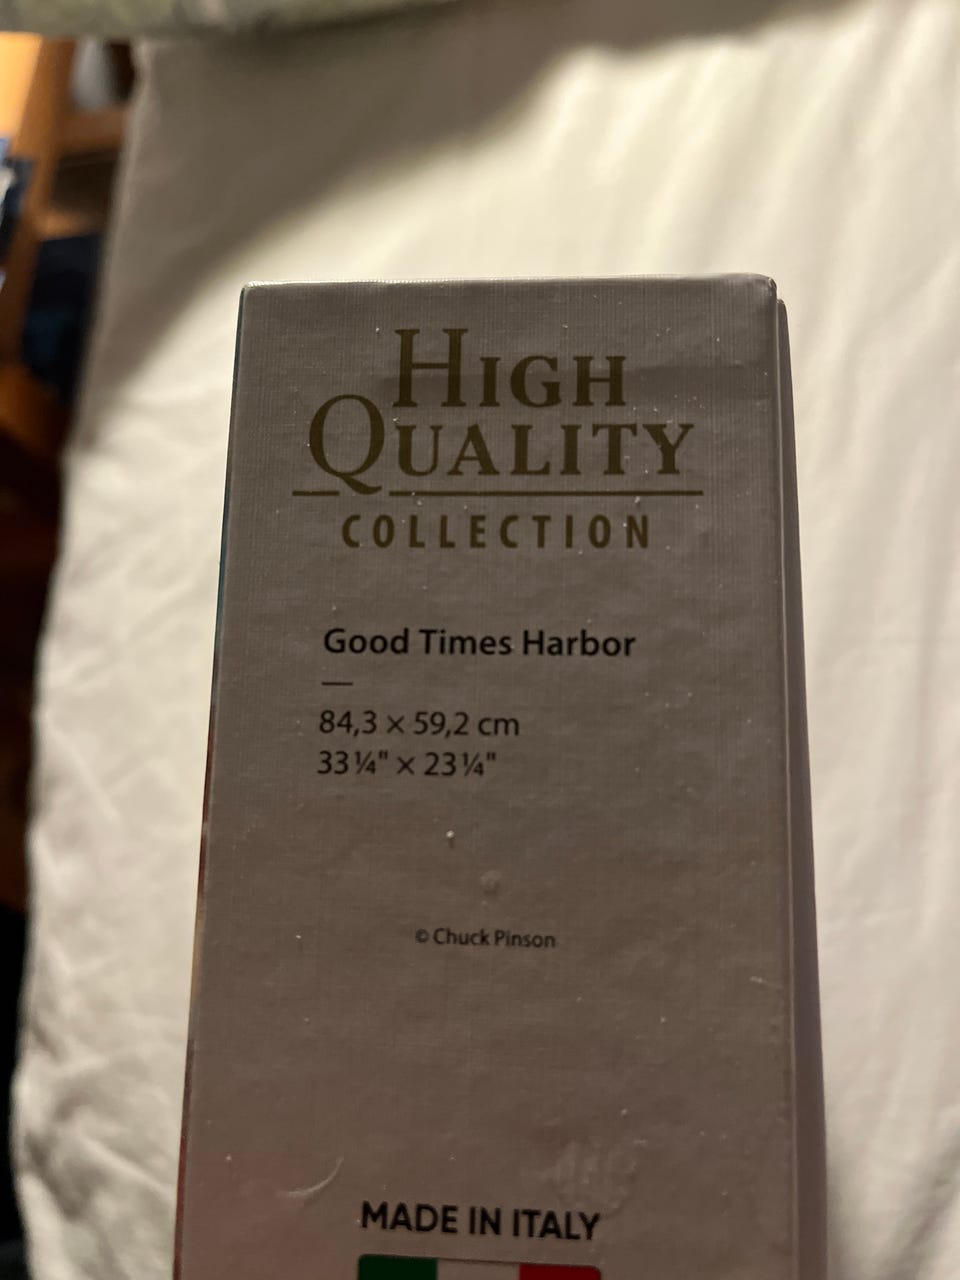 HIGH
QUALITY
COLLECTION
Good Times Harbor
84,3 × 59,2 cm
33 ¼" × 23 ¼"
© Chuck Pinson
MADE IN ITALY